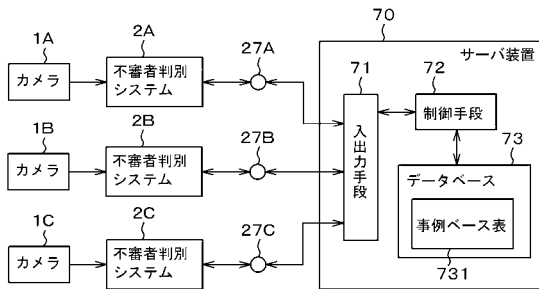 1A
カメラ
2A
不審者判別
システム
27A
1B
カメラ
2B
不審者判別
システム
27B
1C
カメラ
2C
不審者判別
システム
27C
70
サーバ装置
71
入出力手段
72
制御手段
73
データベース
事例ベース表
731